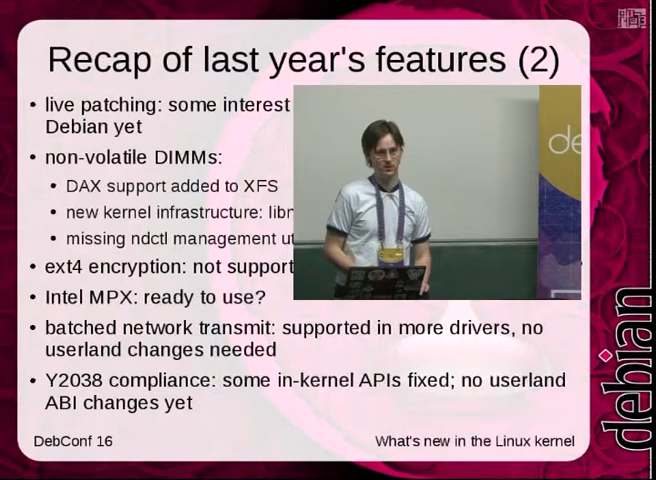 Recap of last year's features (2)
• live patching: some interest
Debian yet
• non-volatile DIMMs:
• DAX support added to XFS
• new kernel infrastructure: libn
• missing ndctl management ut
• ext4 encryption: not support
• Intel MPX: ready to use?
• batched network transmit: supported in more drivers, no
userland changes needed
• Y2038 compliance: some in-kernel APIs fixed; no userland
ABI changes yet
DebConf 16
What's new in the Linux kernel
debian
de